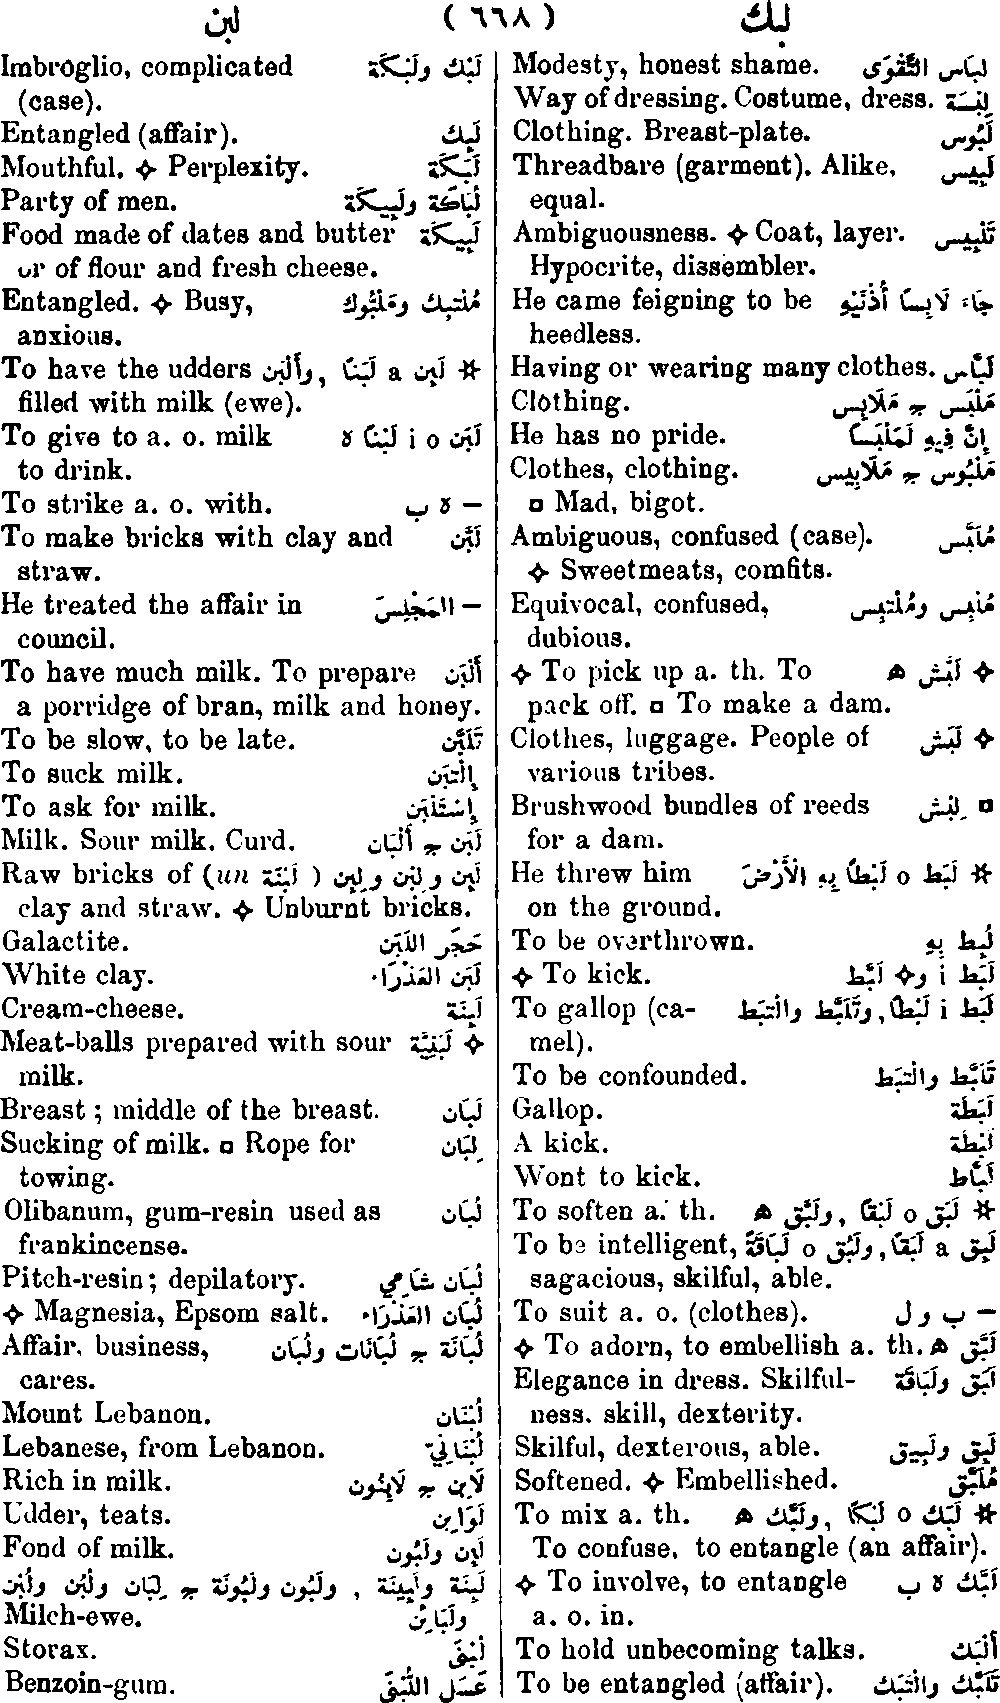 لبك ( ٦٦٨ ) لبن
Modesty, honest shame. لِبَاس التَّقْوَى
Way of dressing. Costume, dress. لِبْسَة
Clothing. Breast-plate. لَبُوس
Threadbare (garment). Alike, لَبِيس
equal.
Ambiguousness. ✧ Coat, layer. تَلْبِيس
Hypocrite, dissembler.
He came feigning to be جَاءَ لَابِسًا أُذُنَيْهِ
heedless.
Having or wearing many clothes. لَبَّاس
Clothing. مَلْبَس ج مَلَابِس
He has no pride. إِنَّ فِيهِ لَمَلْبَسًا
Clothes, clothing. مَلْبُوس ج مَلَابِيس
▫ Mad, bigot.
Ambiguous, confused (case). مُلَبَّس
✧ Sweetmeats, comfits.
Equivocal, confused, مُلْبِس ومُلْتَبِس
dubious.
✧ To pick up a. th. To ✧ لَبَّش ه
pack off. ▫ To make a dam.
Clothes, luggage. People of ✧ لَبَش
various tribes.
Brushwood bundles of reeds ▫ لِبْش
for a dam.
He threw him ✻ لَبَط o لَبْطًا بِهِ الْأَرْضَ
on the ground.
To be overthrown. لُبِط بِهِ
✧ To kick. لَبَط i و✧ لَبَّط
To gallop (ca- لَبَط i لَبْطًا, وتَلَبَّط والْتَبَط
mel).
To be confounded. تَلَبَّط والْتَبَط
Gallop. لَبَطَة
A kick. لَبْطَة
Wont to kick. لَبَّاط
To soften a. th. ✻ لَبَق o لَبْقًا, ولَبَّق ه
To be intelligent, لَبِق a لَبَقًا, ولَبُق o لَبَاقَةً
sagacious, skilful, able.
To suit a. o. (clothes). — ب ول
✧ To adorn, to embellish a. th. لَبَّق ه
Elegance in dress. Skilful- لَبَق ولَبَاقَة
ness, skill, dexterity.
Skilful, dexterous, able. لَبِق ولَبِيق
Softened. ✧ Embellished. مُلَبَّق
To mix a. th. ✻ لَبَك o لَبْكًا, ولَبَّك ه
To confuse, to entangle (an affair).
✧ To involve, to entangle لَبَّك ه ب
a. o. in.
To hold unbecoming talks. أَلْبَك
To be entangled (affair). تَلَبَّك والْتَبَك
Imbroglio, complicated لَبْك ولَبْكَة
(case).
Entangled (affair). لَبِك
Mouthful. ✧ Perplexity. لَبَكَة
Party of men. لُبَاكَة ولَبِيكَة
Food made of dates and butter لَبِيكَة
or of flour and fresh cheese.
Entangled. ✧ Busy, مُلْتَبِك ومَلْبُوك
anxious.
To have the udders ✻ لَبِن a لَبَنًا, وأَلْبَن
filled with milk (ewe).
To give to a. o. milk لَبَن i o لَبْنًا ه
to drink.
To strike a. o. with. — ه ب
To make bricks with clay and لَبَّن
straw.
He treated the affair in — المَجْلِسَ
council.
To have much milk. To prepare أَلْبَن
a porridge of bran, milk and honey.
To be slow, to be late. تَلَبَّن
To suck milk. إِلْتَبَن
To ask for milk. إِسْتَلْبَن
Milk. Sour milk. Curd. لَبَن ج أَلْبَان
Raw bricks of (un لَبِنَة ) لَبِن ولِبْن ولِبِن
clay and straw. ✧ Unburnt bricks.
Galactite. حَجَر اللَّبَن
White clay. لَبَن العَذْرَاء
Cream-cheese. لَبِنَة
Meat-balls prepared with sour ✧ لَبَنِيَّة
milk.
Breast ; middle of the breast. لَبَان
Sucking of milk. ▫ Rope for لِبَان
towing.
Olibanum, gum-resin used as لُبَان
frankincense.
Pitch-resin; depilatory. لُبَان شَامِي
✧ Magnesia, Epsom salt. لُبَان العَذْرَاء
Affair, business, لُبَانَة ج لُبَانَات ولُبَان
cares.
Mount Lebanon. لُبْنَان
Lebanese, from Lebanon. لُبْنَانِيّ
Rich in milk. لَابِن ج لَابِنُون
Udder, teats. لَوَابِن
Fond of milk. لَبِن ولَبُون
لَبِنَة ولَبِينَة , ولَبُون ولَبُونَة ج لِبَان ولُبُن ولُبْن
Milch-ewe. ولَبَائِن
Storax. لُبْنَى
Benzoin-gum. عَسَل اللُّبْنَى